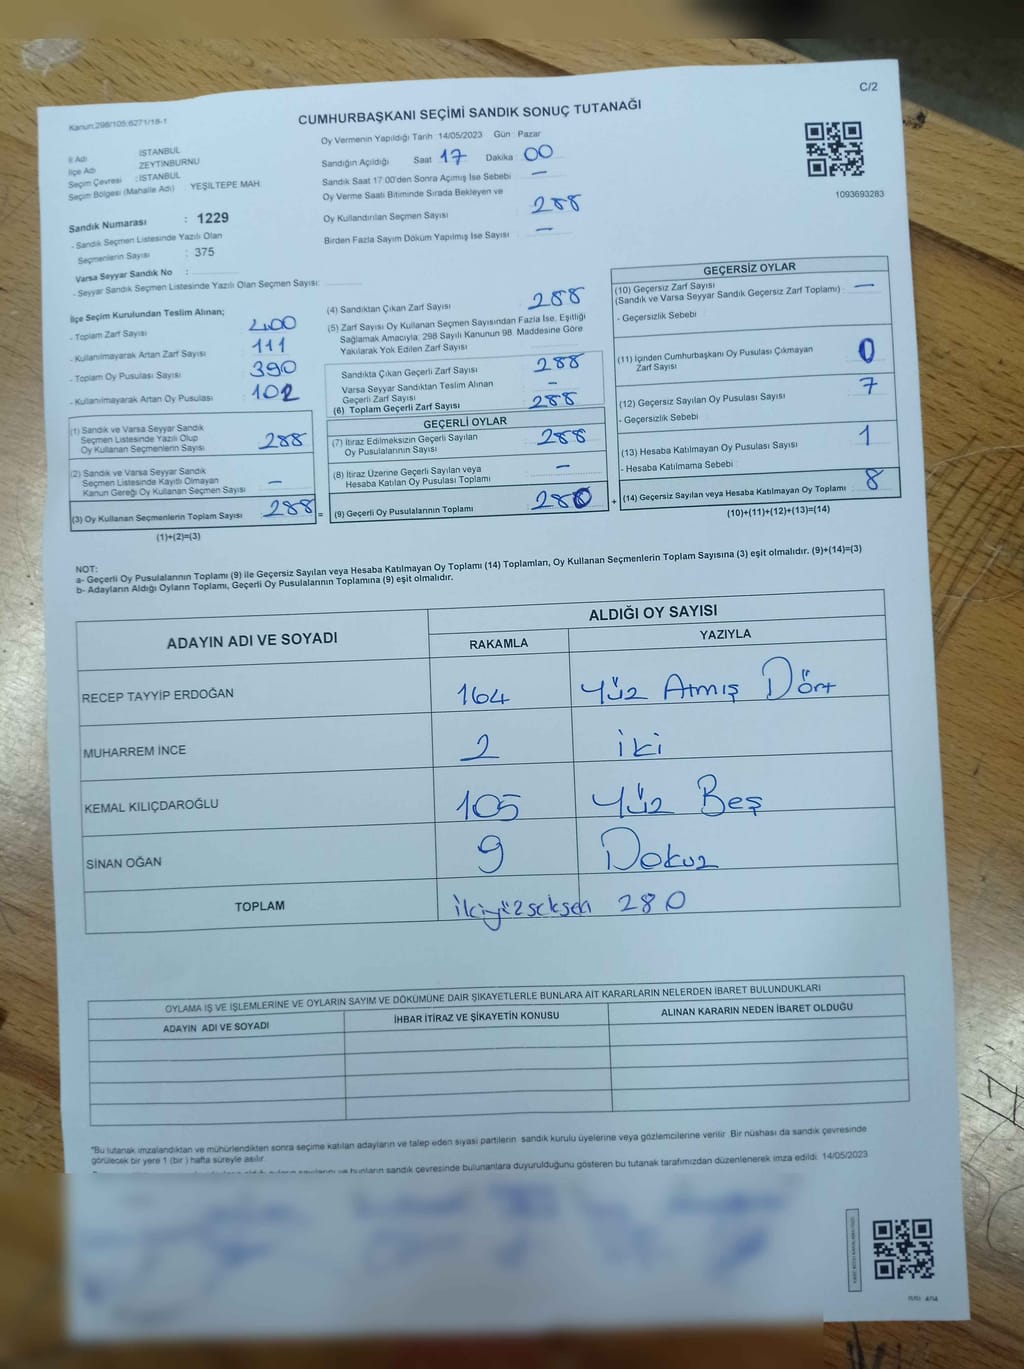 C/2
Kanun:298/105;6271/18-1
CUMHURBAŞKANI SEÇİMİ SANDIK SONUÇ TUTANAĞI
İl Adı : İSTANBUL
İlçe Adı ZEYTİNBURNU
Seçim Çevresi : İSTANBUL
Seçim Bölgesi (Mahalle Adı) : YEŞİLTEPE MAH.
Sandık Numarası : 1229
- Sandık Seçmen Listesinde Yazılı Olan
Seçmenlerin Sayısı : 375
Varsa Seyyar Sandık No :
- Seyyar Sandık Seçmen Listesinde Yazılı Olan Seçmen Sayısı:
Oy Vermenin Yapıldığı Tarih :14/05/2023 Gün : Pazar
Sandığın Açıldığı Saat 17 Dakika 00
Sandık Saat 17:00'den Sonra Açımış İse Sebebi —
Oy Verme Saati Bitiminde Sırada Bekleyen ve
Oy Kullandırılan Seçmen Sayısı 288
Birden Fazla Sayım Döküm Yapılmış İse Sayısı —
1093693283
İlçe Seçim Kurulundan Teslim Alınan;
- Toplam Zarf Sayısı 400
- Kullanılmayarak Artan Zarf Sayısı 111
- Toplam Oy Pusulası Sayısı 390
- Kullanılmayarak Artan Oy Pusulası 102
(1) Sandık ve Varsa Seyyar Sandık
Seçmen Listesinde Yazılı Olup
Oy Kullanan Seçmenlerin Sayısı 288
(2) Sandık ve Varsa Seyyar Sandık
Seçmen Listesinde Kayıtlı Olmayan
Kanun Gereği Oy Kullanan Seçmen Sayısı —
(3) Oy Kullanan Seçmenlerin Toplam Sayısı 288 =
(1)+(2)=(3)
(4) Sandıktan Çıkan Zarf Sayısı 288
(5) Zarf Sayısı Oy Kullanan Seçmen Sayısından Fazla İse, Eşitliği
Sağlamak Amacıyla, 298 Sayılı Kanunun 98. Maddesine Göre
Yakılarak Yok Edilen Zarf Sayısı
Sandıkta Çıkan Geçerli Zarf Sayısı 288
Varsa Seyyar Sandıktan Teslim Alınan
Geçerli Zarf Sayısı —
(6) Toplam Geçerli Zarf Sayısı 288
GEÇERLİ OYLAR
(7) İtiraz Edilmeksizin Geçerli Sayılan
Oy Pusulalarının Sayısı 288
(8) İtiraz Üzerine Geçerli Sayılan veya
Hesaba Katılan Oy Pusulası Toplamı —
(9) Geçerli Oy Pusulalarının Toplamı 280 +
GEÇERSİZ OYLAR
(10) Geçersiz Zarf Sayısı
(Sandık ve Varsa Seyyar Sandık Geçersiz Zarf Toplamı) : —
- Geçersizlik Sebebi
(11) İçinden Cumhurbaşkanı Oy Pusulası Çıkmayan
Zarf Sayısı 0
(12) Geçersiz Sayılan Oy Pusulası Sayısı 7
- Geçersizlik Sebebi
(13) Hesaba Katılmayan Oy Pusulası Sayısı 1
- Hesaba Katılmama Sebebi
(14) Geçersiz Sayılan veya Hesaba Katılmayan Oy Toplamı 8
(10)+(11)+(12)+(13)=(14)
NOT:
a- Geçerli Oy Pusulalarının Toplamı (9) ile Geçersiz Sayılan veya Hesaba Katılmayan Oy Toplamı (14) Toplamları, Oy Kullanan Seçmenlerin Toplam Sayısına (3) eşit olmalıdır. (9)+(14)=(3)
b- Adayların Aldığı Oyların Toplamı, Geçerli Oy Pusulalarının Toplamına (9) eşit olmalıdır.
ADAYIN ADI VE SOYADI ALDIĞI OY SAYISI
RAKAMLA YAZIYLA
RECEP TAYYİP ERDOĞAN 164 Yüz Atmış Dört
MUHARREM İNCE 2 iki
KEMAL KILIÇDAROĞLU 105 Yüz Beş
SİNAN OĞAN 9 Dokuz
TOPLAM ikiyüzseksen 280
OYLAMA İŞ VE İŞLEMLERİNE VE OYLARIN SAYIM VE DÖKÜMÜNE DAİR ŞİKAYETLERLE BUNLARA AİT KARARLARIN NELERDEN İBARET BULUNDUKLARI
ADAYIN ADI VE SOYADI İHBAR İTİRAZ VE ŞİKAYETİN KONUSU ALINAN KARARIN NEDEN İBARET OLDUĞU
*Bu tutanak imzalandıktan ve mühürlendikten sonra seçime katılan adayların ve talep eden siyasi partilerin sandık kurulu üyelerine veya gözlemcilerine verilir. Bir nüshası da sandık çevresinde
görülecek bir yere 1 (bir ) hafta süreyle asılır.
sandık çevresinde bulunanlara duyurulduğunu gösteren bu tutanak tarafımızdan düzenlenerek imza edildi. 14/05/2023